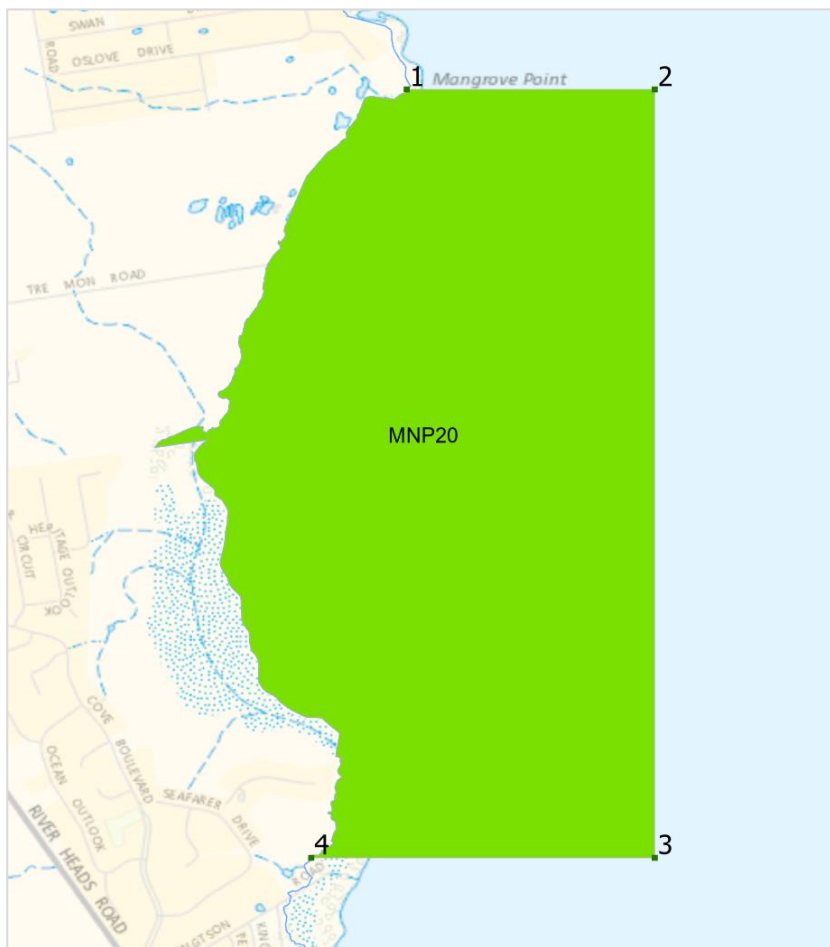 SWAN
ROAD
OSLOVE DRIVE
1
Mangrove Point
2
TRE MON ROAD
MNP20
HERITAGE OUTLOOK
CIRCUIT
COVE BOULEVARD
OCEAN OUTLOOK
SEAFARER DRIVE
RIVER HEADS ROAD
4
3
ROAD